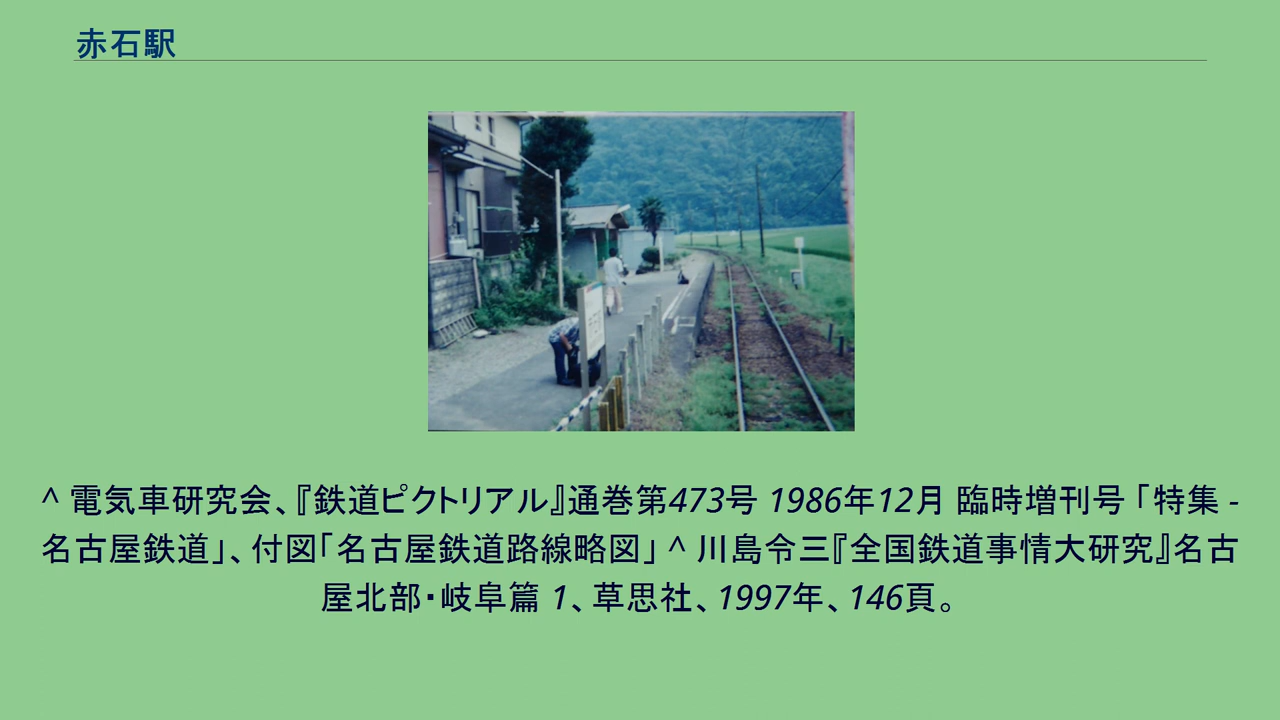 赤石駅
^ 電気車研究会、『鉄道ピクトリアル』通巻第473号 1986年12月 臨時増刊号 「特集 -
名古屋鉄道」、付図「名古屋鉄道路線略図」 ^ 川島令三『全国鉄道事情大研究』名古
屋北部・岐阜篇 1、草思社、1997年、146頁。